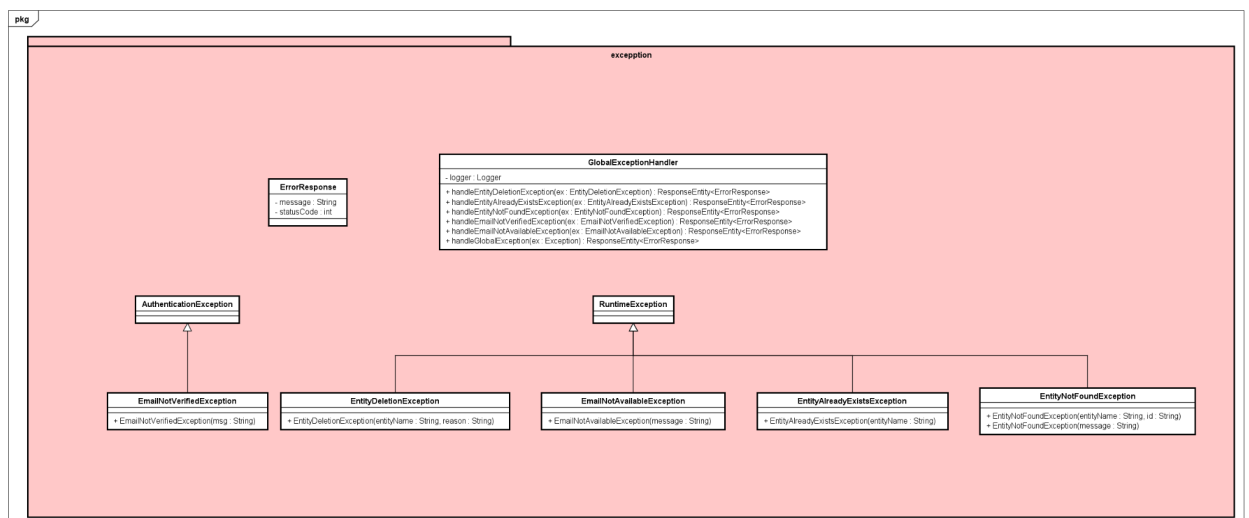 pkg
excepption
GlobalExceptionHandler
- logger : Logger
+ handleEntityDeletionException(ex : EntityDeletionException) : ResponseEntity<ErrorResponse>
+ handleEntityAlreadyExistsException(ex : EntityAlreadyExistsException) : ResponseEntity<ErrorResponse>
+ handleEntityNotFoundException(ex : EntityNotFoundException) : ResponseEntity<ErrorResponse>
+ handleEmailNotVerifiedException(ex : EmailNotVerifiedException) : ResponseEntity<ErrorResponse>
+ handleEmailNotAvailableException(ex : EmailNotAvailableException) : ResponseEntity<ErrorResponse>
+ handleGlobalException(ex : Exception) : ResponseEntity<ErrorResponse>
ErrorResponse
- message : String
- statusCode : int
AuthenticationException
RuntimeException
EmailNotVerifiedException
+ EmailNotVerifiedException(msg : String)
EntityDeletionException
+ EntityDeletionException(entityName : String, reason : String)
EmailNotAvailableException
+ EmailNotAvailableException(message : String)
EntityAlreadyExistsException
+ EntityAlreadyExistsException(entityName : String)
EntityNotFoundException
+ EntityNotFoundException(entityName : String, id : String)
+ EntityNotFoundException(message : String)